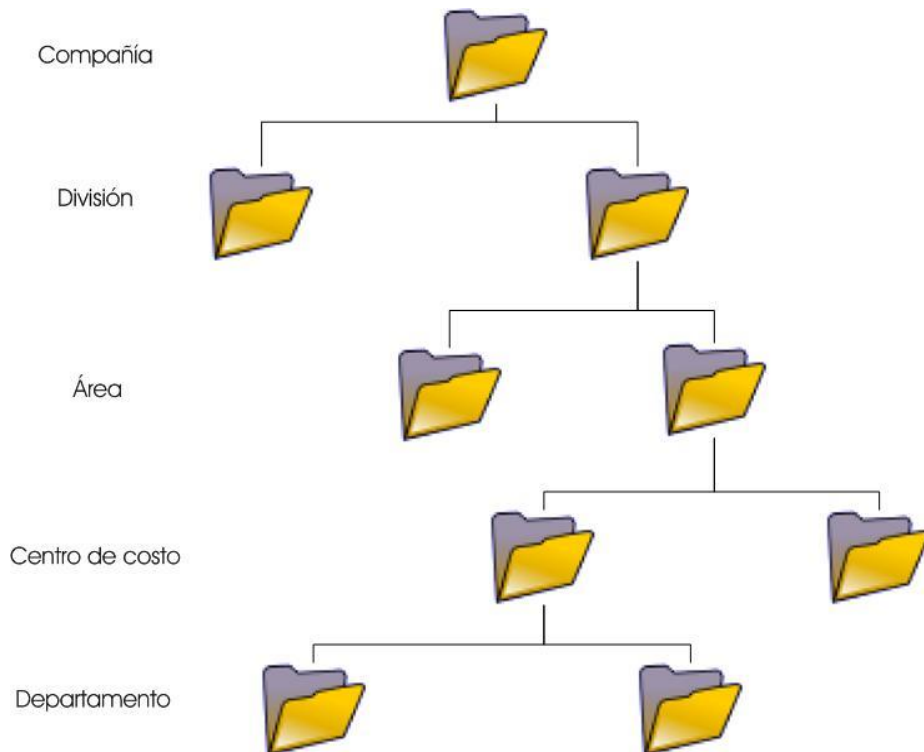 Compañía
División
Área
Centro de costo
Departamento